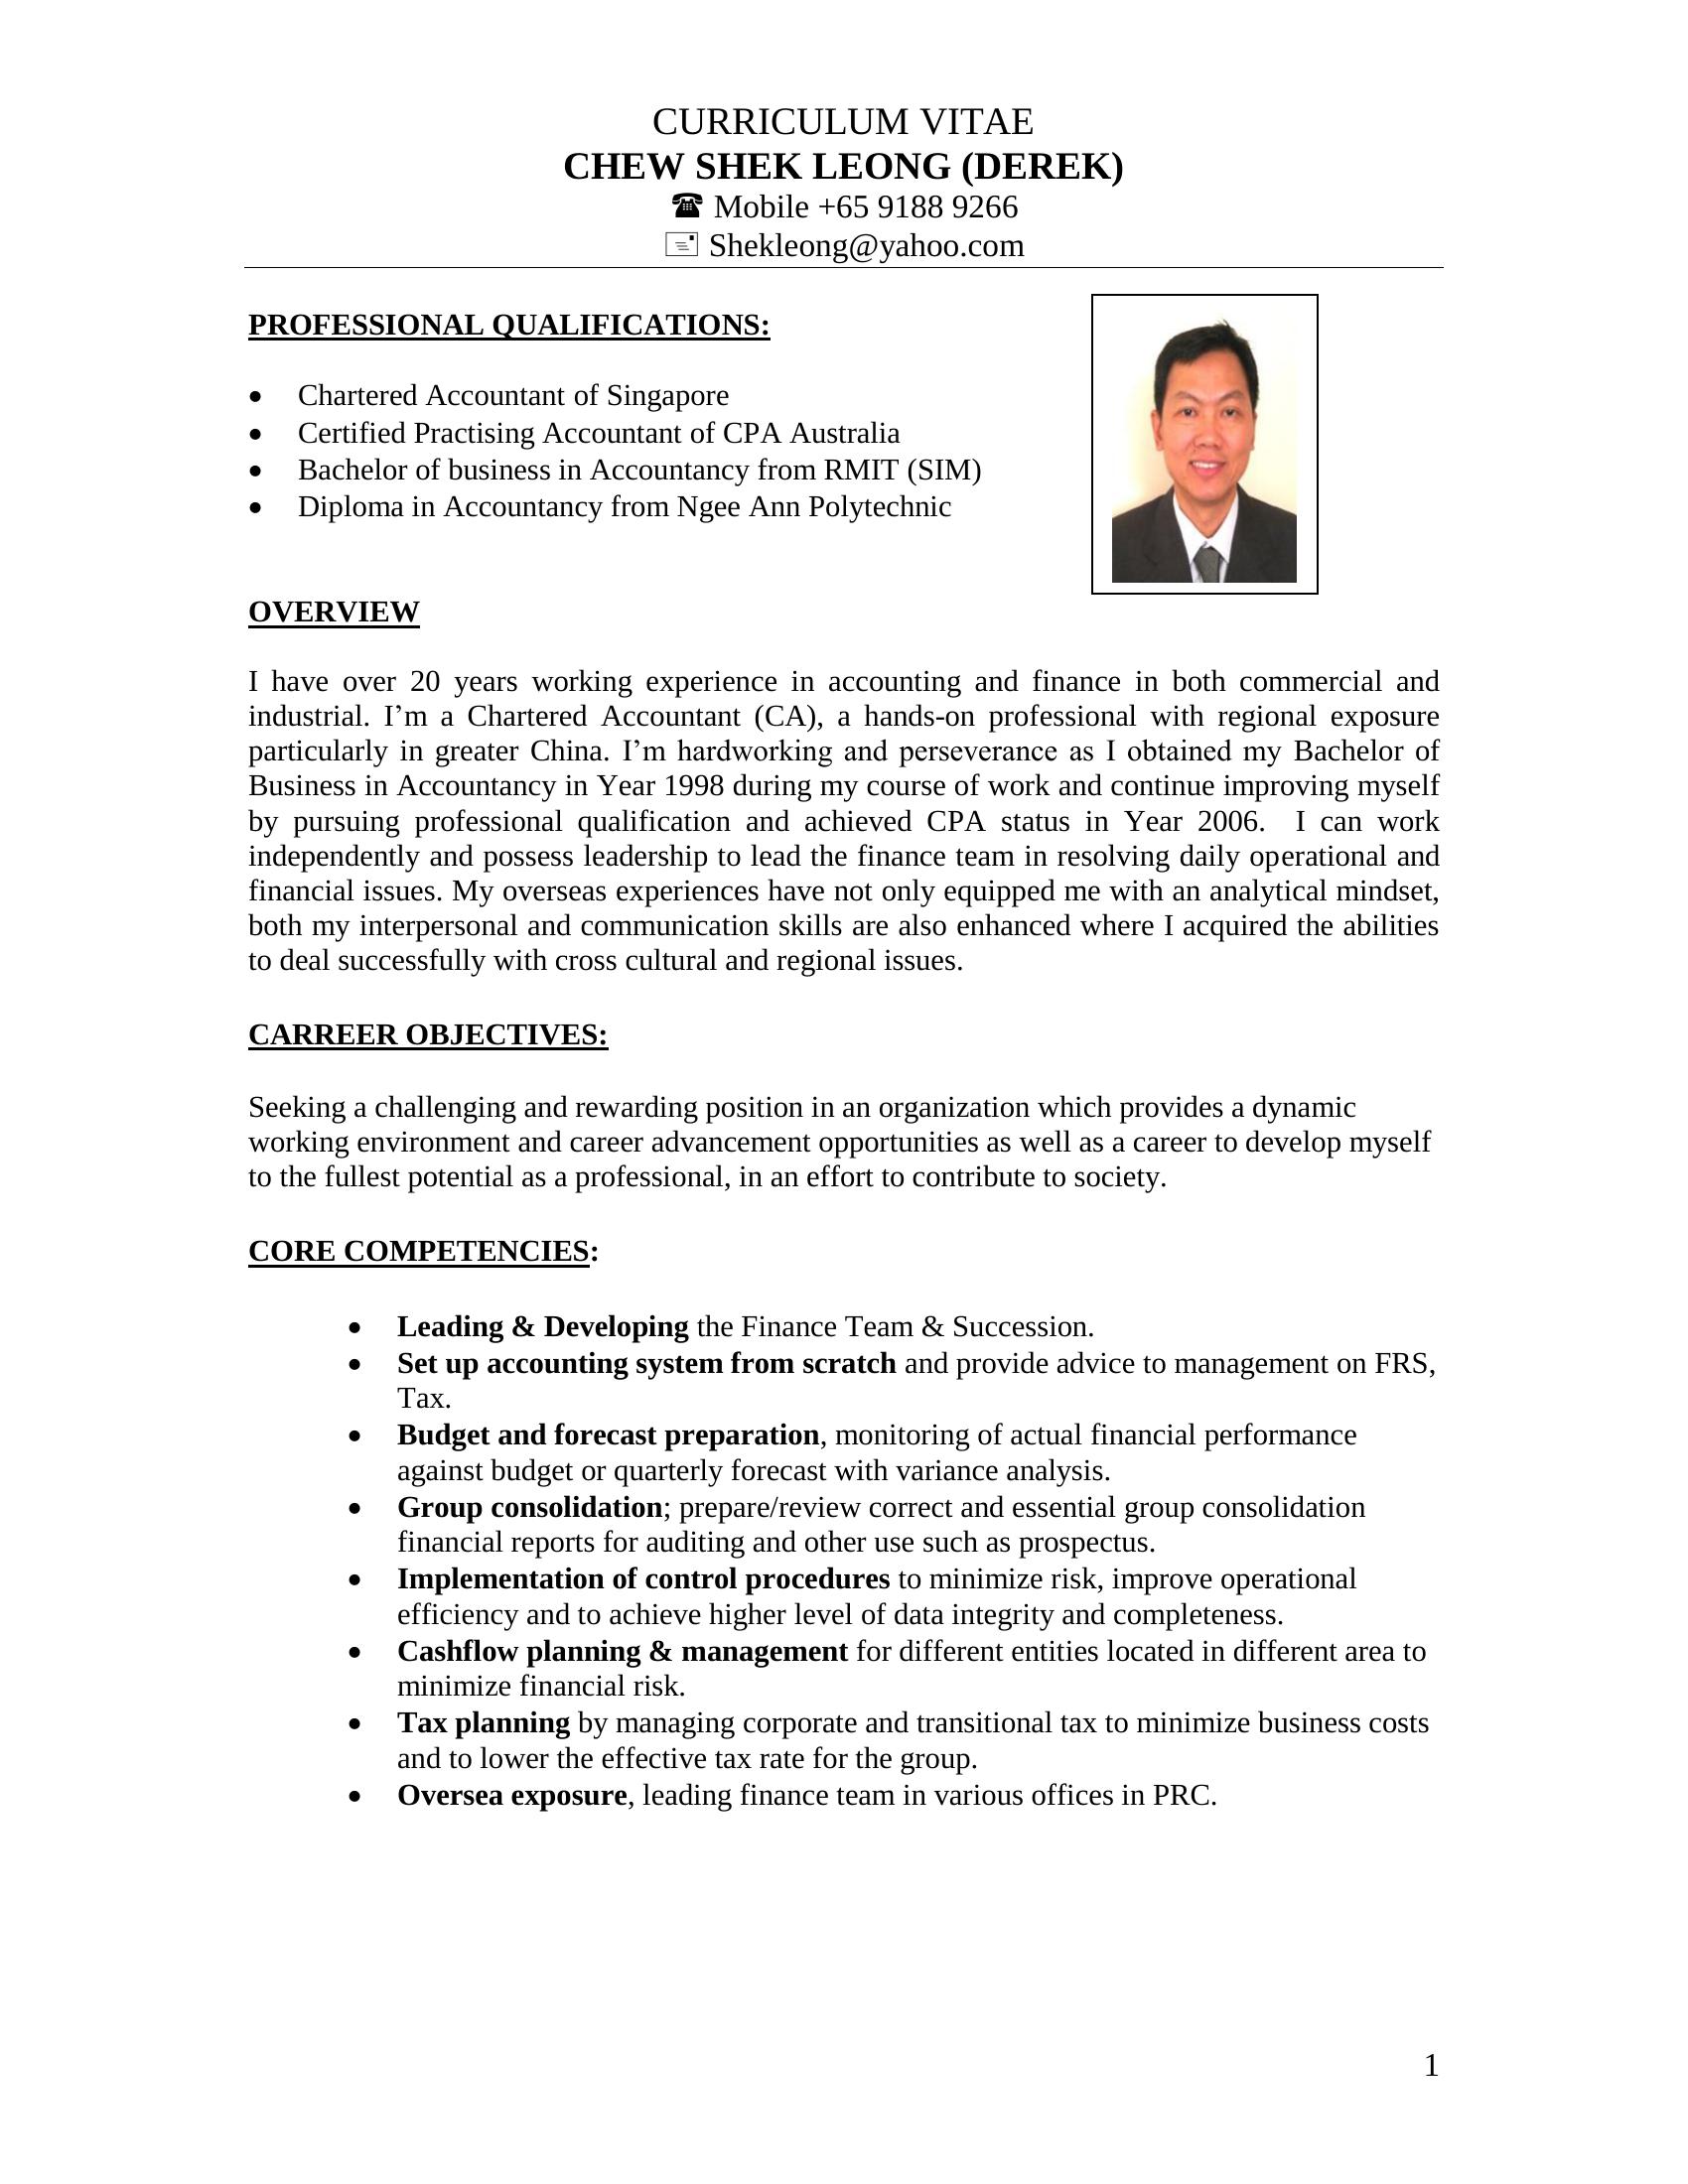 CURRICULUM VITAE
CHEW SHEK LEONG (DEREK)
☎ Mobile +65 9188 9266
Shekleong@yahoo.com
PROFESSIONAL QUALIFICATIONS:
• Chartered Accountant of Singapore
• Certified Practising Accountant of CPA Australia
• Bachelor of business in Accountancy from RMIT (SIM)
• Diploma in Accountancy from Ngee Ann Polytechnic
OVERVIEW
I have over 20 years working experience in accounting and finance in both commercial and
industrial. I’m a Chartered Accountant (CA), a hands-on professional with regional exposure
particularly in greater China. I’m hardworking and perseverance as I obtained my Bachelor of
Business in Accountancy in Year 1998 during my course of work and continue improving myself
by pursuing professional qualification and achieved CPA status in Year 2006. I can work
independently and possess leadership to lead the finance team in resolving daily operational and
financial issues. My overseas experiences have not only equipped me with an analytical mindset,
both my interpersonal and communication skills are also enhanced where I acquired the abilities
to deal successfully with cross cultural and regional issues.
CARREER OBJECTIVES:
Seeking a challenging and rewarding position in an organization which provides a dynamic
working environment and career advancement opportunities as well as a career to develop myself
to the fullest potential as a professional, in an effort to contribute to society.
CORE COMPETENCIES:
• Leading & Developing the Finance Team & Succession.
• Set up accounting system from scratch and provide advice to management on FRS,
Tax.
• Budget and forecast preparation, monitoring of actual financial performance
against budget or quarterly forecast with variance analysis.
• Group consolidation; prepare/review correct and essential group consolidation
financial reports for auditing and other use such as prospectus.
• Implementation of control procedures to minimize risk, improve operational
efficiency and to achieve higher level of data integrity and completeness.
• Cashflow planning & management for different entities located in different area to
minimize financial risk.
• Tax planning by managing corporate and transitional tax to minimize business costs
and to lower the effective tax rate for the group.
• Oversea exposure, leading finance team in various offices in PRC.
1